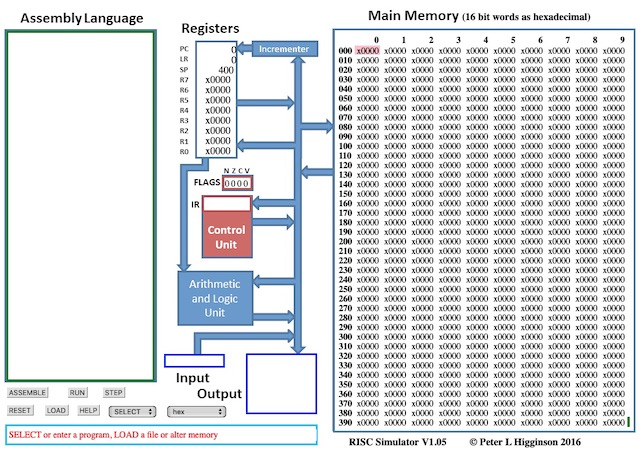 Assembly Language
Registers
Main Memory (16 bit words as hexadecimal)
PC 0
LR 0
SP 400
R7 x0000
R6 x0000
R5 x0000
R4 x0000
R3 x0000
R2 x0000
R1 x0000
R0 x0000
Incrementer
N Z C V
FLAGS 0 0 0 0
IR
Control
Unit
Arithmetic
and Logic
Unit
Input
Output
ASSEMBLE RUN STEP
RESET LOAD HELP SELECT hex
SELECT or enter a program, LOAD a file or alter memory
0 1 2 3 4 5 6 7 8 9
000 x0000 x0000 x0000 x0000 x0000 x0000 x0000 x0000 x0000 x0000
010 x0000 x0000 x0000 x0000 x0000 x0000 x0000 x0000 x0000 x0000
020 x0000 x0000 x0000 x0000 x0000 x0000 x0000 x0000 x0000 x0000
030 x0000 x0000 x0000 x0000 x0000 x0000 x0000 x0000 x0000 x0000
040 x0000 x0000 x0000 x0000 x0000 x0000 x0000 x0000 x0000 x0000
050 x0000 x0000 x0000 x0000 x0000 x0000 x0000 x0000 x0000 x0000
060 x0000 x0000 x0000 x0000 x0000 x0000 x0000 x0000 x0000 x0000
070 x0000 x0000 x0000 x0000 x0000 x0000 x0000 x0000 x0000 x0000
080 x0000 x0000 x0000 x0000 x0000 x0000 x0000 x0000 x0000 x0000
090 x0000 x0000 x0000 x0000 x0000 x0000 x0000 x0000 x0000 x0000
100 x0000 x0000 x0000 x0000 x0000 x0000 x0000 x0000 x0000 x0000
110 x0000 x0000 x0000 x0000 x0000 x0000 x0000 x0000 x0000 x0000
120 x0000 x0000 x0000 x0000 x0000 x0000 x0000 x0000 x0000 x0000
130 x0000 x0000 x0000 x0000 x0000 x0000 x0000 x0000 x0000 x0000
140 x0000 x0000 x0000 x0000 x0000 x0000 x0000 x0000 x0000 x0000
150 x0000 x0000 x0000 x0000 x0000 x0000 x0000 x0000 x0000 x0000
160 x0000 x0000 x0000 x0000 x0000 x0000 x0000 x0000 x0000 x0000
170 x0000 x0000 x0000 x0000 x0000 x0000 x0000 x0000 x0000 x0000
180 x0000 x0000 x0000 x0000 x0000 x0000 x0000 x0000 x0000 x0000
190 x0000 x0000 x0000 x0000 x0000 x0000 x0000 x0000 x0000 x0000
200 x0000 x0000 x0000 x0000 x0000 x0000 x0000 x0000 x0000 x0000
210 x0000 x0000 x0000 x0000 x0000 x0000 x0000 x0000 x0000 x0000
220 x0000 x0000 x0000 x0000 x0000 x0000 x0000 x0000 x0000 x0000
230 x0000 x0000 x0000 x0000 x0000 x0000 x0000 x0000 x0000 x0000
240 x0000 x0000 x0000 x0000 x0000 x0000 x0000 x0000 x0000 x0000
250 x0000 x0000 x0000 x0000 x0000 x0000 x0000 x0000 x0000 x0000
260 x0000 x0000 x0000 x0000 x0000 x0000 x0000 x0000 x0000 x0000
270 x0000 x0000 x0000 x0000 x0000 x0000 x0000 x0000 x0000 x0000
280 x0000 x0000 x0000 x0000 x0000 x0000 x0000 x0000 x0000 x0000
290 x0000 x0000 x0000 x0000 x0000 x0000 x0000 x0000 x0000 x0000
300 x0000 x0000 x0000 x0000 x0000 x0000 x0000 x0000 x0000 x0000
310 x0000 x0000 x0000 x0000 x0000 x0000 x0000 x0000 x0000 x0000
320 x0000 x0000 x0000 x0000 x0000 x0000 x0000 x0000 x0000 x0000
330 x0000 x0000 x0000 x0000 x0000 x0000 x0000 x0000 x0000 x0000
340 x0000 x0000 x0000 x0000 x0000 x0000 x0000 x0000 x0000 x0000
350 x0000 x0000 x0000 x0000 x0000 x0000 x0000 x0000 x0000 x0000
360 x0000 x0000 x0000 x0000 x0000 x0000 x0000 x0000 x0000 x0000
370 x0000 x0000 x0000 x0000 x0000 x0000 x0000 x0000 x0000 x0000
380 x0000 x0000 x0000 x0000 x0000 x0000 x0000 x0000 x0000 x0000
390 x0000 x0000 x0000 x0000 x0000 x0000 x0000 x0000 x0000 x0000
RISC Simulator V1.05 © Peter L Higginson 2016